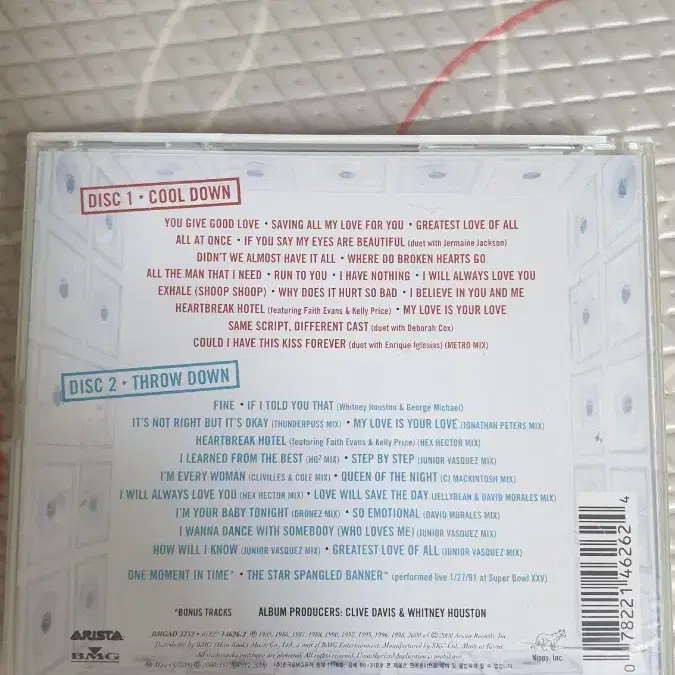 DISC 1 • COOL DOWN
YOU GIVE GOOD LOVE • SAVING ALL MY LOVE FOR YOU • GREATEST LOVE OF ALL
ALL AT ONCE • IF YOU SAY MY EYES ARE BEAUTIFUL (duet with Jermaine Jackson)
DIDN'T WE ALMOST HAVE IT ALL • WHERE DO BROKEN HEARTS GO
ALL THE MAN THAT I NEED • RUN TO YOU • I HAVE NOTHING • I WILL ALWAYS LOVE YOU
EXHALE (SHOOP SHOOP) • WHY DOES IT HURT SO BAD • I BELIEVE IN YOU AND ME
HEARTBREAK HOTEL (featuring Faith Evans & Kelly Price) • MY LOVE IS YOUR LOVE
SAME SCRIPT, DIFFERENT CAST (duet with Deborah Cox)
COULD I HAVE THIS KISS FOREVER (duet with Enrique Iglesias) (METRO MIX)
DISC 2 • THROW DOWN
FINE • IF I TOLD YOU THAT (Whitney Houston & George Michael)
IT'S NOT RIGHT BUT IT'S OKAY (THUNDERPUSS MIX) • MY LOVE IS YOUR LOVE (JONATHAN PETERS MIX)
HEARTBREAK HOTEL (featuring Faith Evans & Kelly Price) (HEX HECTOR MIX)
I LEARNED FROM THE BEST (HQ² MIX) • STEP BY STEP (JUNIOR VASQUEZ MIX)
I'M EVERY WOMAN (CLIVILLES & COLE MIX) • QUEEN OF THE NIGHT (CJ MACKINTOSH MIX)
I WILL ALWAYS LOVE YOU (HEX HECTOR MIX) • LOVE WILL SAVE THE DAY (JELLYBEAN & DAVID MORALES MIX)
I'M YOUR BABY TONIGHT (DRONEZ MIX) • SO EMOTIONAL (DAVID MORALES MIX)
I WANNA DANCE WITH SOMEBODY (WHO LOVES ME) (JUNIOR VASQUEZ MIX)
HOW WILL I KNOW (JUNIOR VASQUEZ MIX) • GREATEST LOVE OF ALL (JUNIOR VASQUEZ MIX)
ONE MOMENT IN TIME* • THE STAR SPANGLED BANNER* (performed live 1/27/91 at Super Bowl XXV)
*BONUS TRACKS ALBUM PRODUCERS: CLIVE DAVIS & WHITNEY HOUSTON
ARISTA
BMG
Nippy, Inc.
0 78221 46262 4